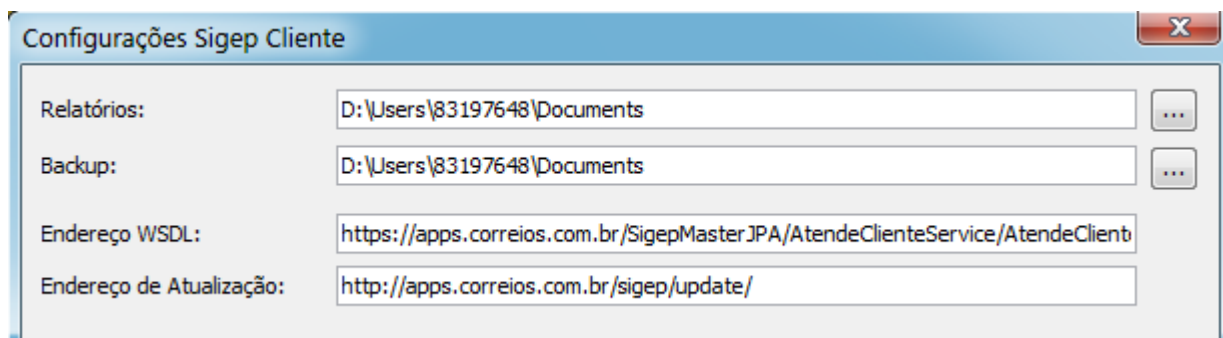 Configurações Sigep Cliente
Relatórios: D:\Users\83197648\Documents ...
Backup: D:\Users\83197648\Documents ...
Endereço WSDL: https://apps.correios.com.br/SigepMasterJPA/AtendeClienteService/AtendeCliente
Endereço de Atualização: http://apps.correios.com.br/sigep/update/